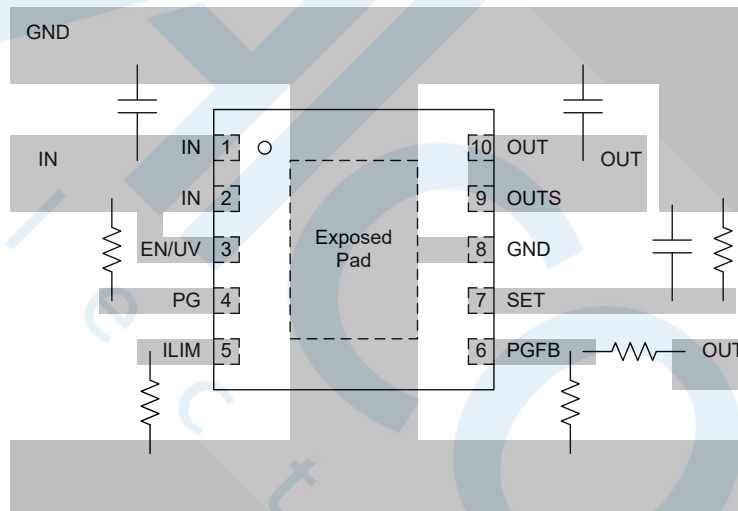 GND
IN
IN 1
10 OUT
OUT
IN 2
9 OUTS
EN/UV 3
Exposed
Pad
8 GND
PG 4
7 SET
ILIM 5
6 PGFB
OUT
i
e
c
t